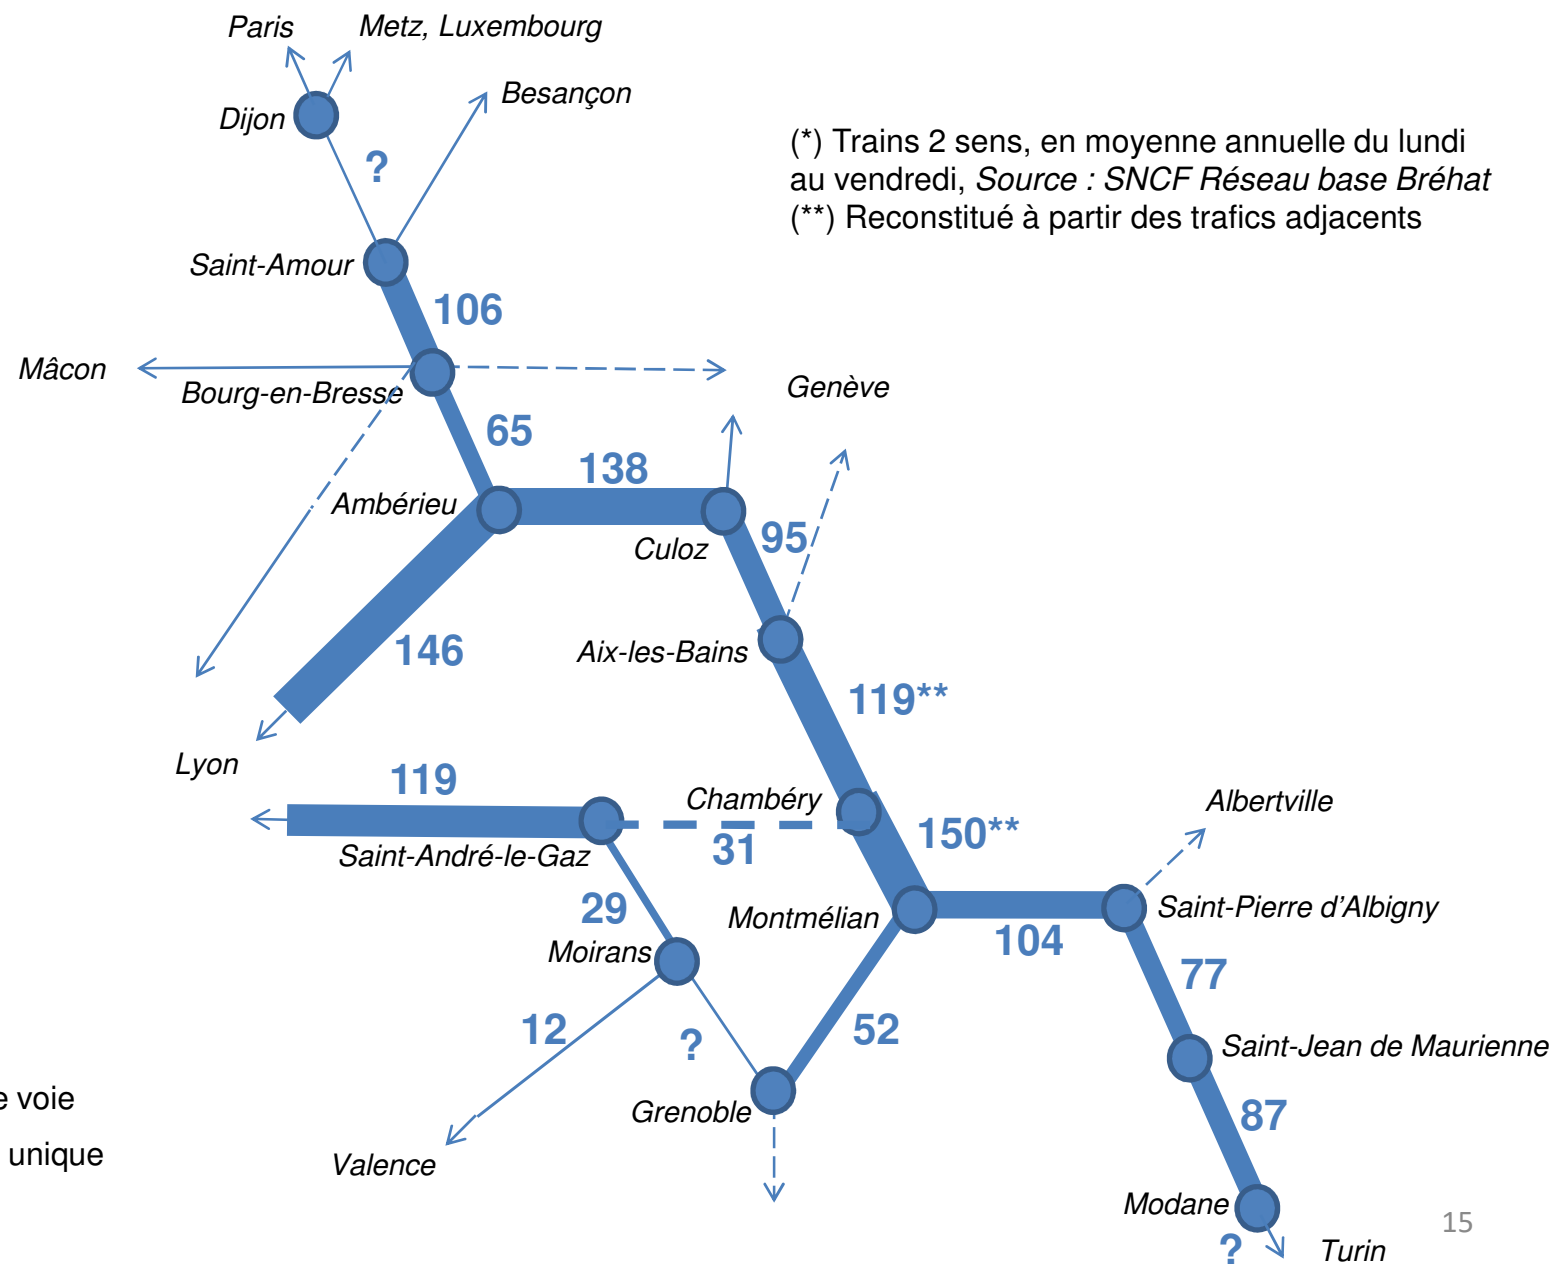 Paris
Metz, Luxembourg
Besançon
Dijon
?
(*) Trains 2 sens, en moyenne annuelle du lundi
au vendredi, Source : SNCF Réseau base Bréhat
(**) Reconstitué à partir des trafics adjacents
Saint-Amour
106
Mâcon
Bourg-en-Bresse
Genève
65
138
Ambérieu
Culoz
95
146
Aix-les-Bains
119**
Lyon
119
Chambéry
Albertville
150**
31
Saint-André-le-Gaz
29
Montmélian
Saint-Pierre d'Albigny
104
Moirans
77
12
?
52
Saint-Jean de Maurienne
e voie
Grenoble
87
unique
Valence
Modane
15
?
Turin